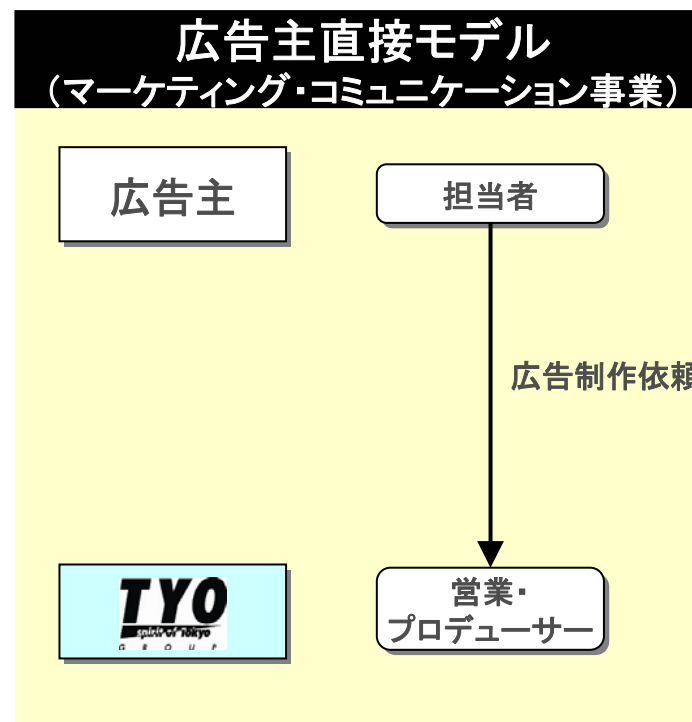 広告主直接モデル
（マーケティング・コミュニケーション事業）
広告主
担当者
広告制作依頼
TYO
spirit of Tokyo
GROUP
営業・
プロデューサー